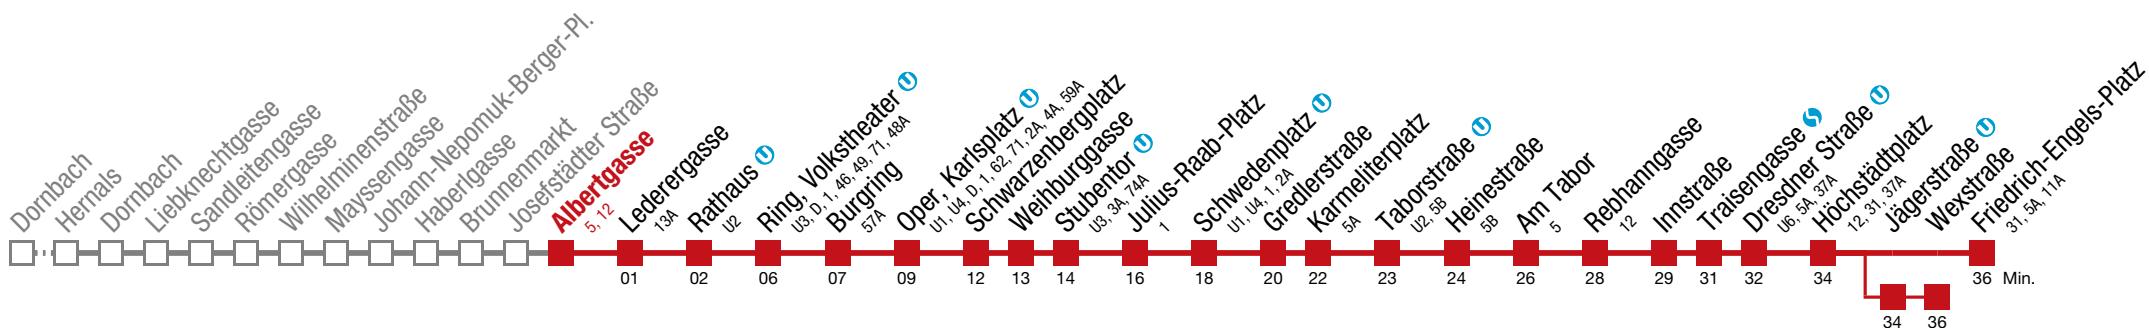 Dornbach
Hernals
Dornbach
Liebknechtgasse
Sandleitengasse
Römergasse
Wilhelminenstraße
Mayssengasse
Johann-Nepomuk-Berger-Pl.
Haberlgasse
Brunnenmarkt
Josefstädter Straße
Albertgasse
5, 12
Lederergasse
13A
Rathaus U
U2
Ring, Volkstheater U
U3, D, 1, 46, 49, 71, 48A
Burgring
57A
Oper, Karlsplatz U
U1, U4, D, 1, 62, 71, 2A, 4A, 59A
Schwarzenbergplatz
Weihburggasse
Stubentor U
U3, 3A, 74A
Julius-Raab-Platz
1
Schwedenplatz U
U1, U4, 1, 2A
Gredlerstraße
Karmeliterplatz
5A
Taborstraße U
U2, 5B
Heinestraße
5B
Am Tabor
5
Rebhanngasse
12
Innstraße
Traisengasse S
Dresdner Straße U
U6, 5A, 37A
Höchstädtplatz
12, 31, 37A
Jägerstraße U
Wexstraße
Friedrich-Engels-Platz
31, 5A, 11A
01 02 06 07 09 12 13 14 16 18 20 22 23 24 26 28 29 31 32 34 36 Min.
34 36